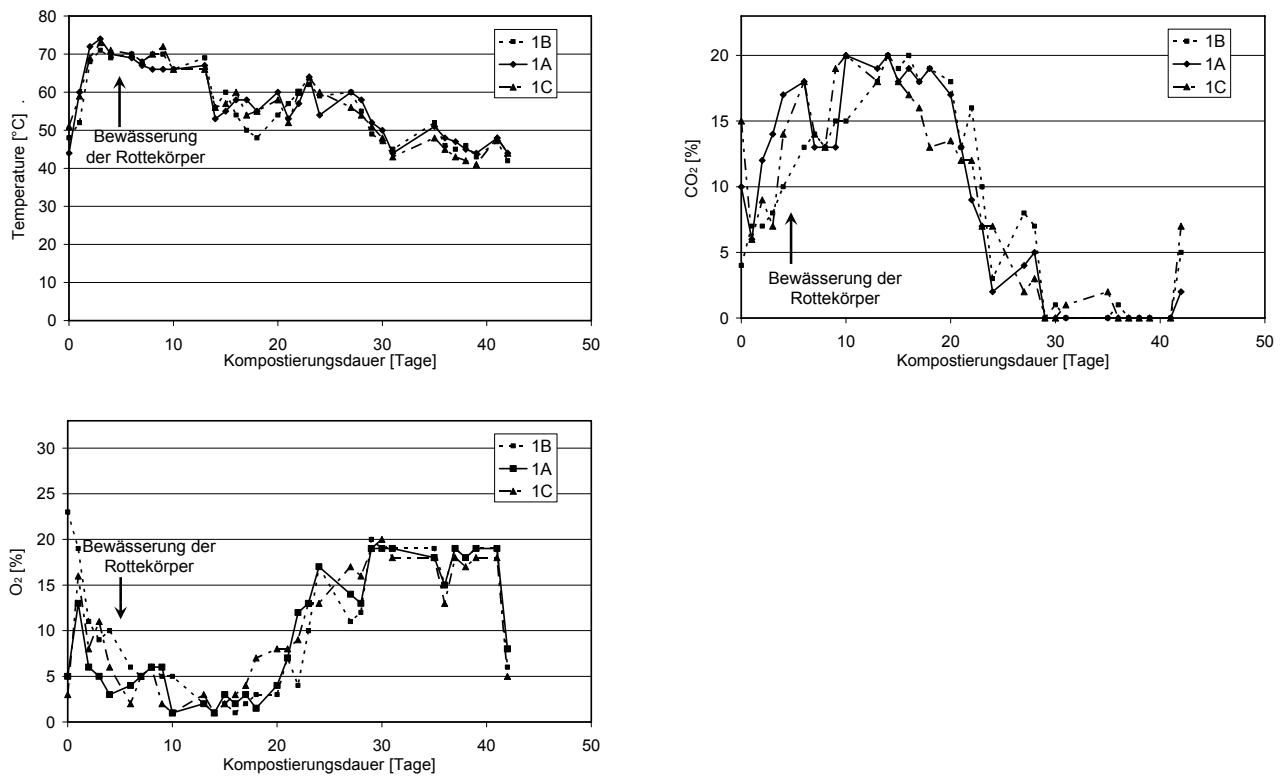 80
70
60
50
40
30
20
10
0
Temperature [°C] .
1B
1A
1C
Bewässerung
der Rottekörper
0 10 20 30 40 50
Kompostierungsdauer [Tage]
20
15
10
5
0
CO₂ [%]
1B
1A
1C
Bewässerung der
Rottekörper
0 10 20 30 40 50
Kompostierungsdauer [Tage]
30
25
20
15
10
5
0
O₂ [%]
1B
1A
1C
Bewässerung der
Rottekörper
0 10 20 30 40 50
Kompostierungsdauer [Tage]